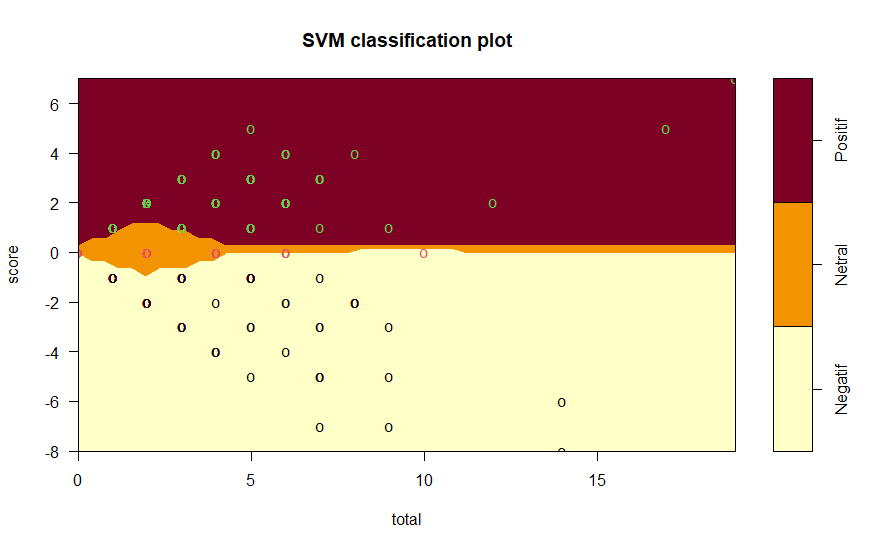 SVM classification plot
6
4
2
0
-2
-4
-6
-8
score
0
5
10
15
total
Positif
Netral
Negatif